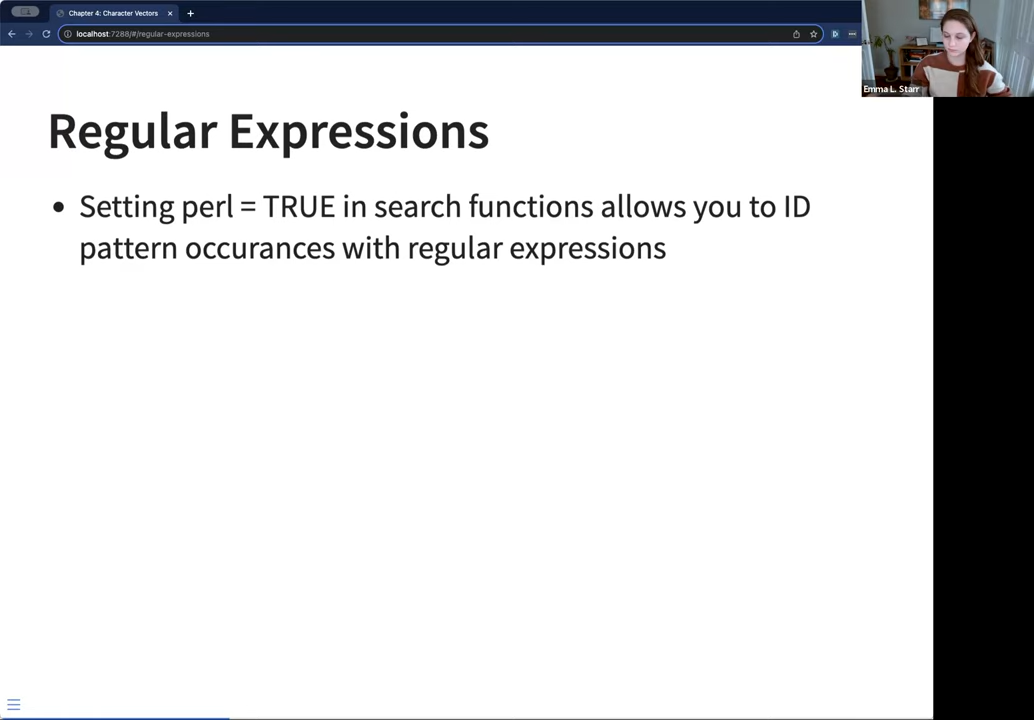 Chapter 4: Character Vectors
localhost:7288/#/regular-expressions
Emma L. Starr
Regular Expressions
• Setting perl = TRUE in search functions allows you to ID
pattern occurances with regular expressions